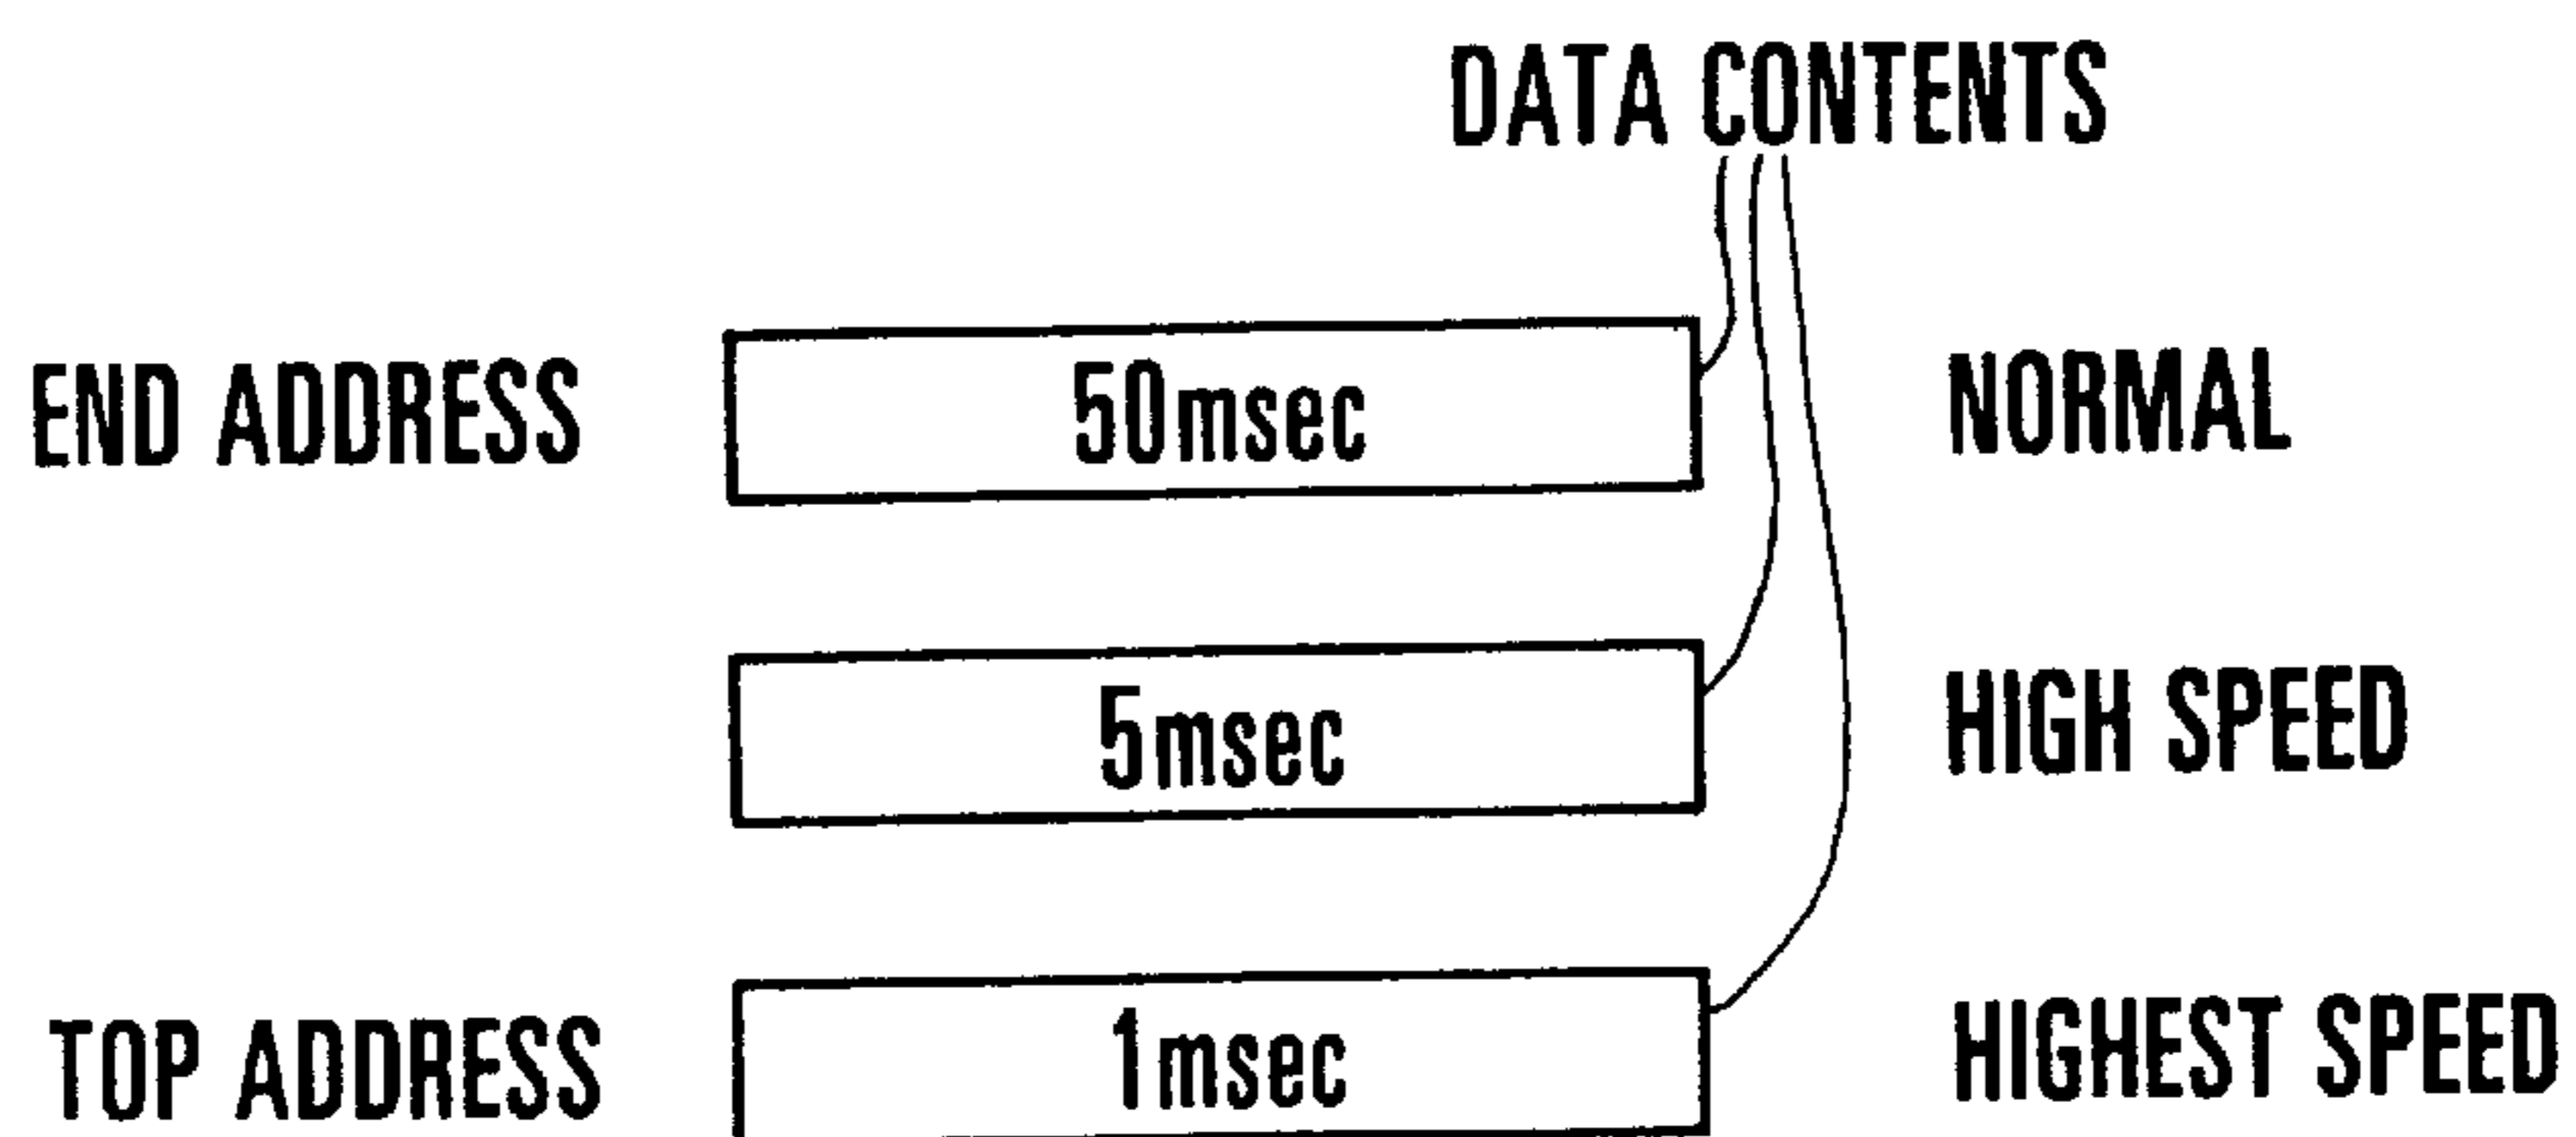 DATA CONTENTS
END ADDRESS 50msec NORMAL
5msec HIGH SPEED
TOP ADDRESS 1msec HIGHEST SPEED